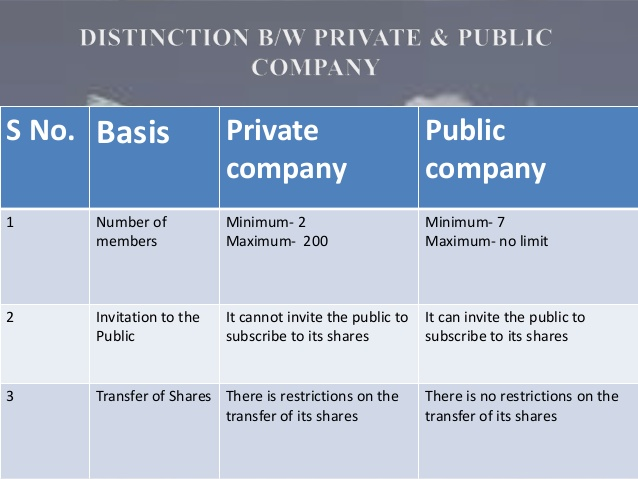 DISTINCTION B/W PRIVATE & PUBLIC
COMPANY
S No. Basis Private company Public company
1 Number of members Minimum- 2 Maximum- 200 Minimum- 7 Maximum- no limit
2 Invitation to the Public It cannot invite the public to subscribe to its shares It can invite the public to subscribe to its shares
3 Transfer of Shares There is restrictions on the transfer of its shares There is no restrictions on the transfer of its shares